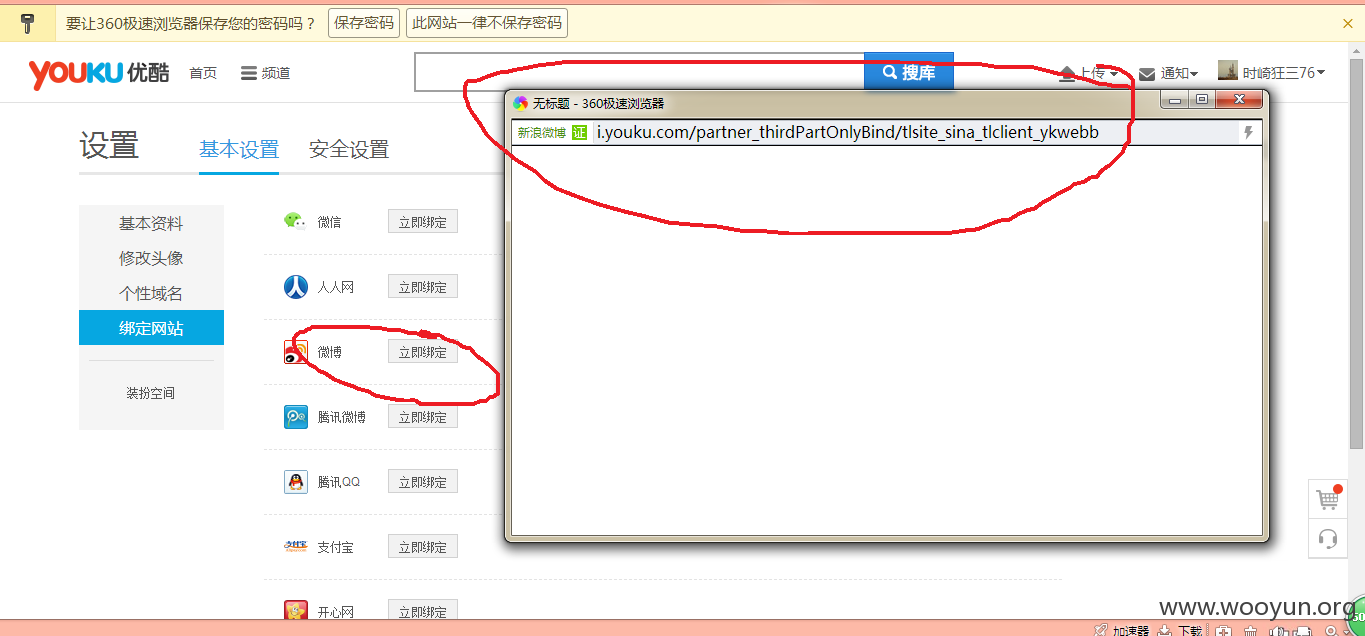 要让360极速浏览器保存您的密码吗？ 保存密码 此网站一律不保存密码
YOUKU 优酷 首页 频道 搜库 上传 通知 时崎狂三76
无标题 - 360极速浏览器
新浪微博 证 i.youku.com/partner_thirdPartOnlyBind/tlsite_sina_tlclient_ykwebb
设置 基本设置 安全设置
基本资料
修改头像
个性域名
绑定网站
装扮空间
微信 立即绑定
人人网 立即绑定
微博 立即绑定
腾讯微博 立即绑定
腾讯QQ 立即绑定
支付宝 立即绑定
开心网 立即绑定
www.wooyun.org
加速器 下载